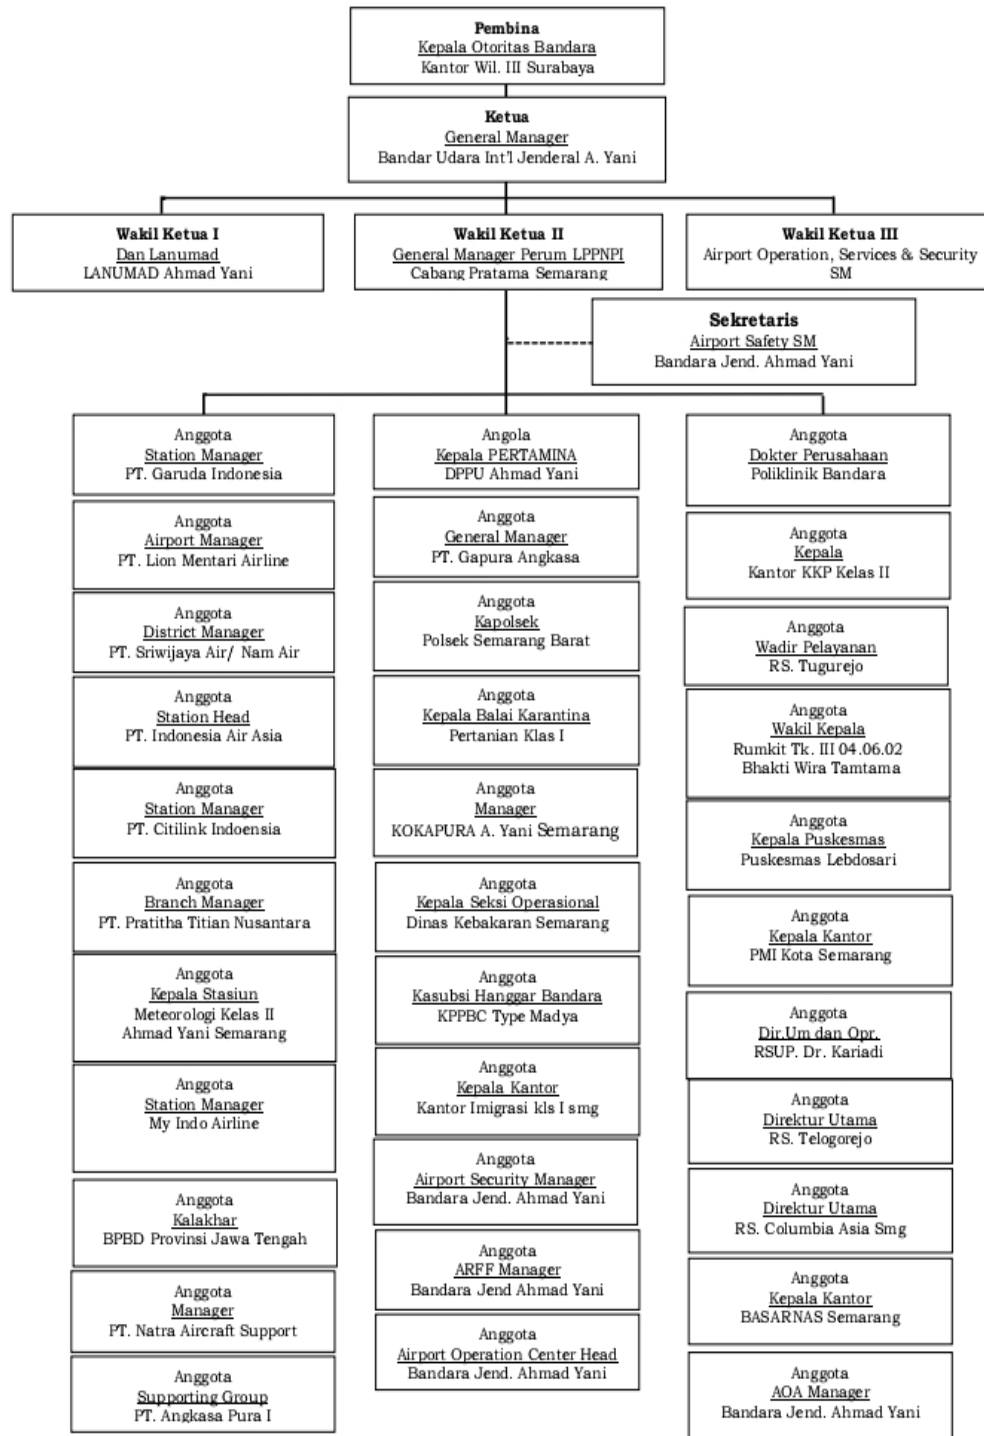 Pembina
Kepala Otoritas Bandara
Kantor Wil. III Surabaya
Ketua
General Manager
Bandar Udara Int'l Jenderal A. Yani
Wakil Ketua I
Dan Lanumad
LANUMAD Ahmad Yani
Wakil Ketua II
General Manager Perum LPPNPI
Cabang Pratama Semarang
Wakil Ketua III
Airport Operation, Services & Security
SM
Sekretaris
Airport Safety SM
Bandara Jend. Ahmad Yani
Anggota
Station Manager
PT. Garuda Indonesia
Anggota
Airport Manager
PT. Lion Mentari Airline
Anggota
District Manager
PT. Sriwijaya Air/ Nam Air
Anggota
Station Head
PT. Indonesia Air Asia
Anggota
Station Manager
PT. Citilink Indoensia
Anggota
Branch Manager
PT. Pratitha Titian Nusantara
Anggota
Kepala Stasiun
Meteorologi Kelas II
Ahmad Yani Semarang
Anggota
Station Manager
My Indo Airline
Anggota
Kalakhar
BPBD Provinsi Jawa Tengah
Anggota
Manager
PT. Natra Aircraft Support
Anggota
Supporting Group
PT. Angkasa Pura I
Angola
Kepala PERTAMINA
DPPU Ahmad Yani
Anggota
General Manager
PT. Gapura Angkasa
Anggota
Kapolsek
Polsek Semarang Barat
Anggota
Kepala Balai Karantina
Pertanian Klas I
Anggota
Manager
KOKAPURA A. Yani Semarang
Anggota
Kepala Seksi Operasional
Dinas Kebakaran Semarang
Anggota
Kasubsi Hanggar Bandara
KPPBC Type Madya
Anggota
Kepala Kantor
Kantor Imigrasi kls I smg
Anggota
Airport Security Manager
Bandara Jend. Ahmad Yani
Anggota
ARFF Manager
Bandara Jend Ahmad Yani
Anggota
Airport Operation Center Head
Bandara Jend. Ahmad Yani
Anggota
Dokter Perusahaan
Poliklinik Bandara
Anggota
Kepala
Kantor KKP Kelas II
Anggota
Wadir Pelayanan
RS. Tugurejo
Anggota
Wakil Kepala
Rumkit Tk. III 04.06.02
Bhakti Wira Tamtama
Anggota
Kepala Puskesmas
Puskesmas Lebdosari
Anggota
Kepala Kantor
PMI Kota Semarang
Anggota
Dir.Um dan Opr.
RSUP. Dr. Kariadi
Anggota
Direktur Utama
RS. Telogorejo
Anggota
Direktur Utama
RS. Columbia Asia Smg
Anggota
Kepala Kantor
BASARNAS Semarang
Anggota
AOA Manager
Bandara Jend. Ahmad Yani